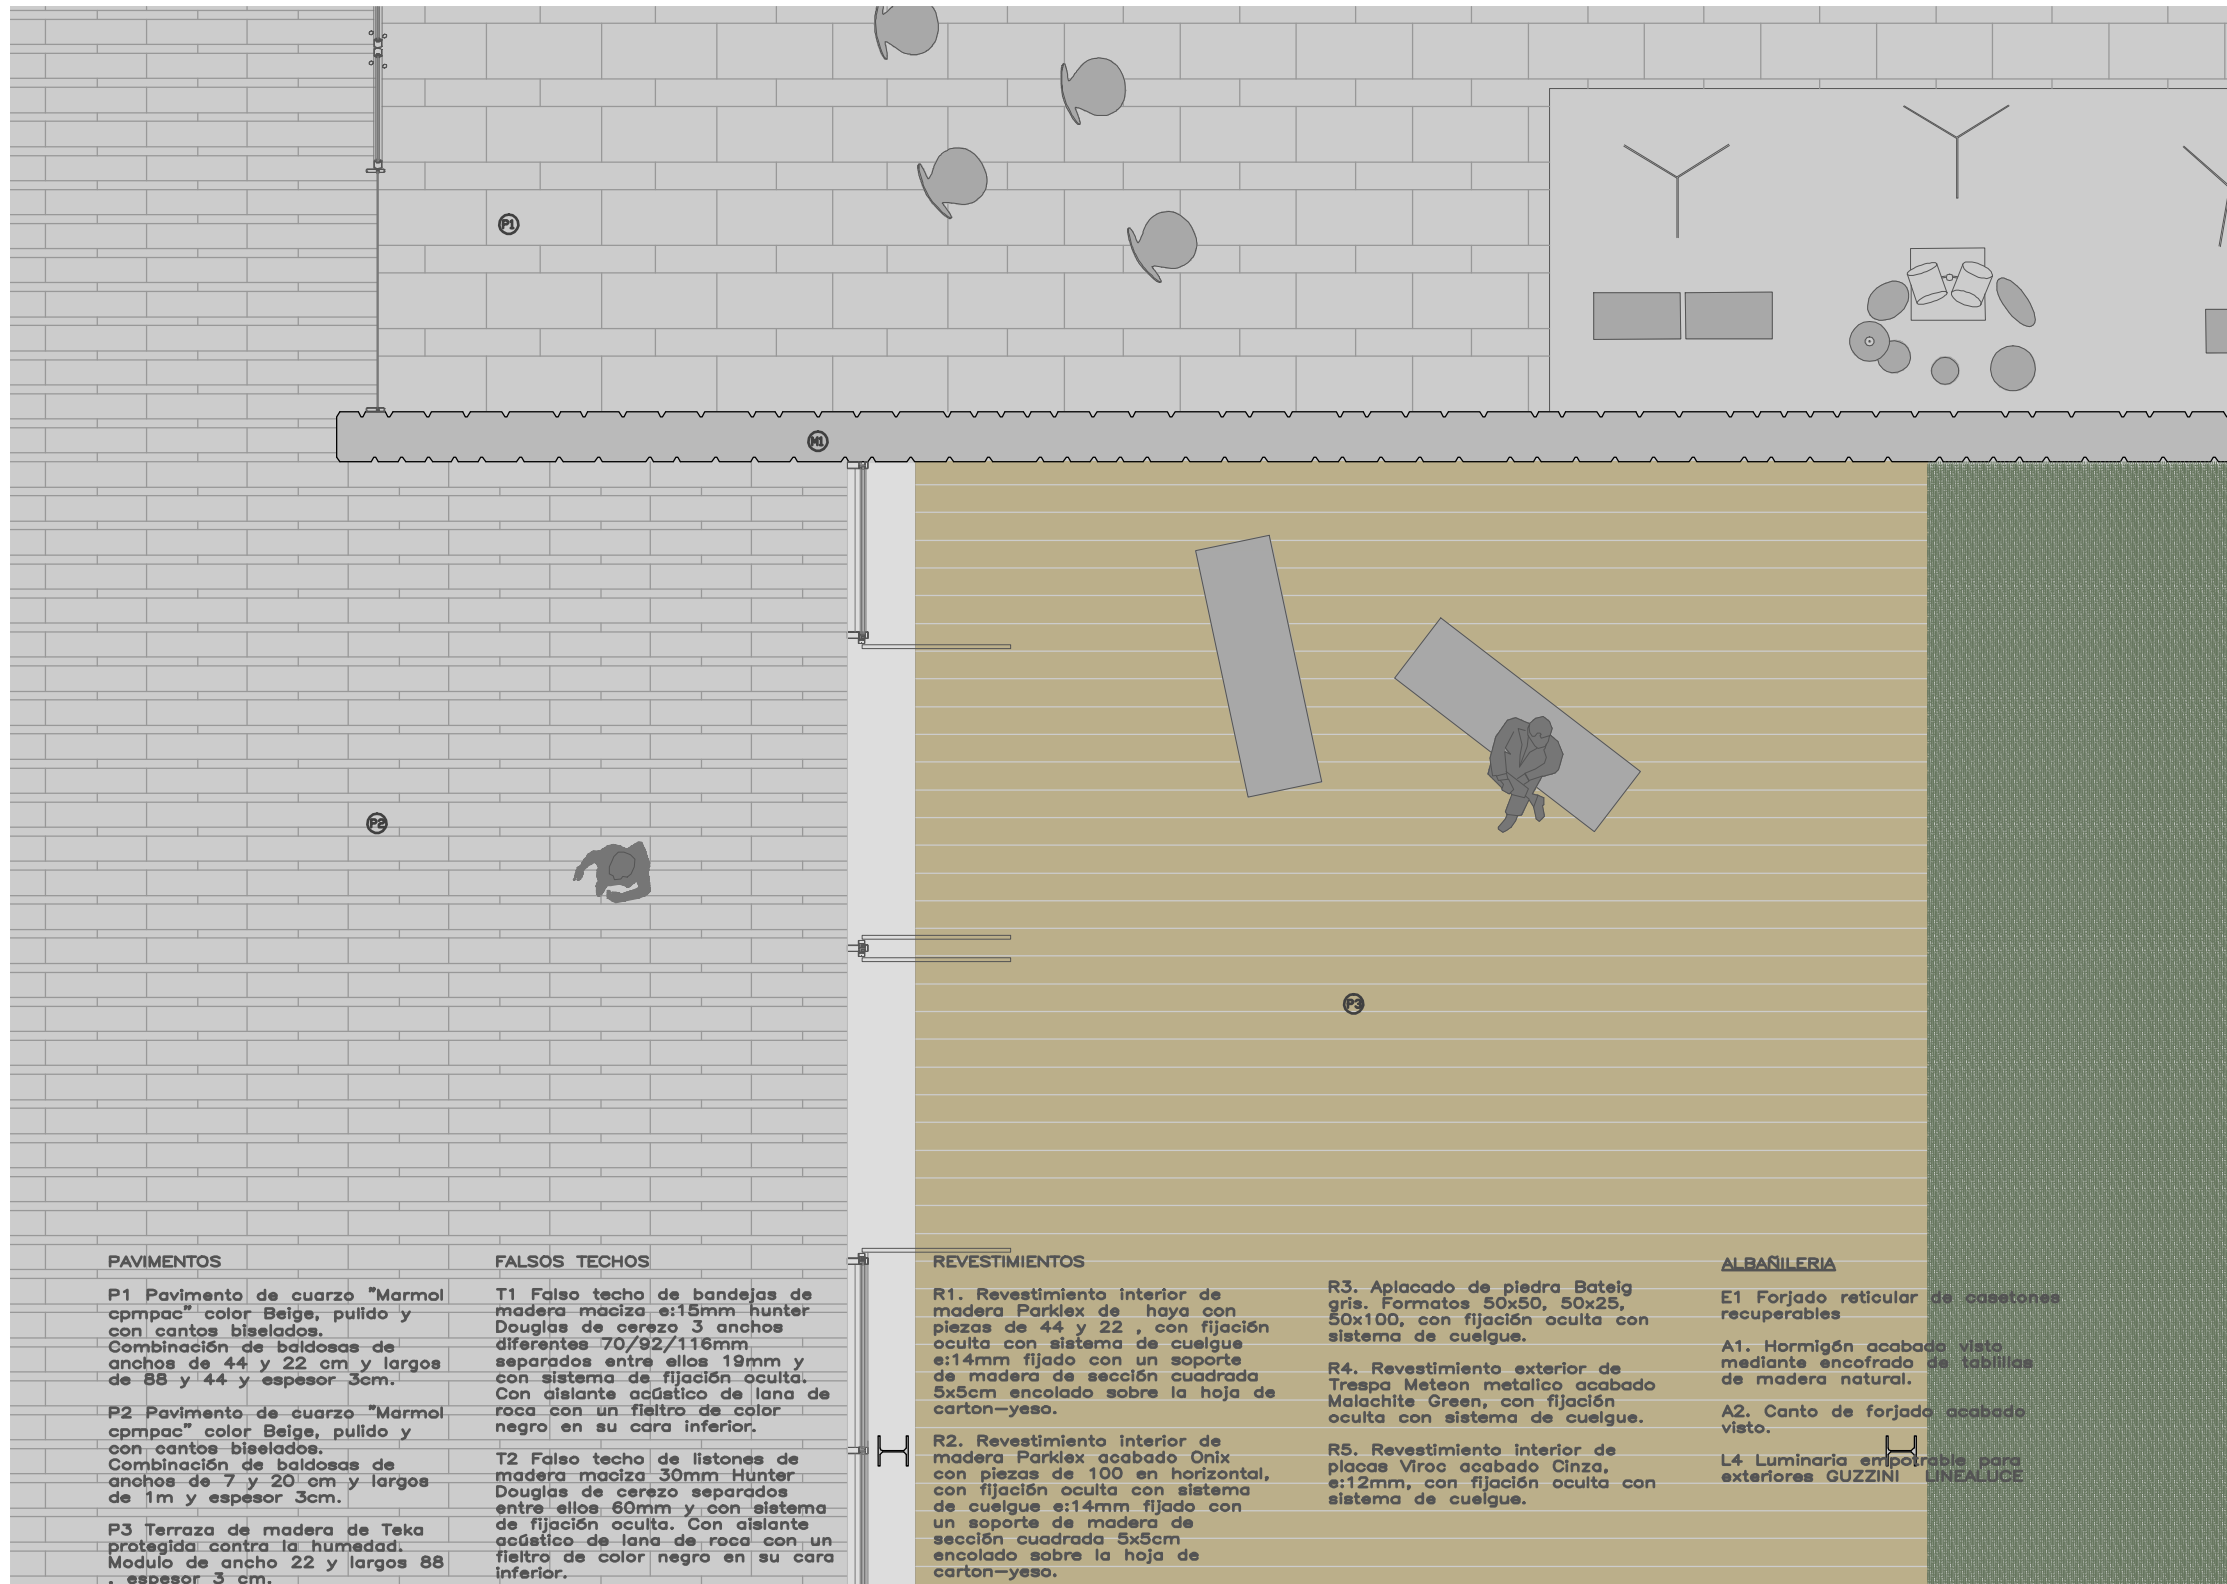 P1
M1
P2
P3
PAVIMENTOS
P1 Pavimento de cuarzo "Marmol
cpmpac" color Beige, pulido y
con cantos biselados.
Combinación de baldosas de
anchos de 44 y 22 cm y largos
de 88 y 44 y espesor 3cm.
P2 Pavimento de cuarzo "Marmol
cpmpac" color Beige, pulido y
con cantos biselados.
Combinación de baldosas de
anchos de 7 y 20 cm y largos
de 1m y espesor 3cm.
P3 Terraza de madera de Teka
protegida contra la humedad.
Modulo de ancho 22 y largos 88
, espesor 3 cm.
FALSOS TECHOS
T1 Falso techo de bandejas de
madera maciza e:15mm hunter
Douglas de cerezo 3 anchos
diferentes 70/92/116mm
separados entre ellos 19mm y
con sistema de fijación oculta.
Con aislante acústico de lana de
roca con un fieltro de color
negro en su cara inferior.
T2 Falso techo de listones de
madera maciza 30mm Hunter
Douglas de cerezo separados
entre ellos 60mm y con sistema
de fijación oculta. Con aislante
acústico de lana de roca con un
fieltro de color negro en su cara
inferior.
REVESTIMIENTOS
R1. Revestimiento interior de
madera Parklex de haya con
piezas de 44 y 22 , con fijación
oculta con sistema de cuelgue
e:14mm fijado con un soporte
de madera de sección cuadrada
5x5cm encolado sobre la hoja de
carton-yeso.
R2. Revestimiento interior de
madera Parklex acabado Onix
con piezas de 100 en horizontal,
con fijación oculta con sistema
de cuelgue e:14mm fijado con
un soporte de madera de
sección cuadrada 5x5cm
encolado sobre la hoja de
carton-yeso.
R3. Aplacado de piedra Bateig
gris. Formatos 50x50, 50x25,
50x100, con fijación oculta con
sistema de cuelgue.
R4. Revestimiento exterior de
Trespa Meteon metalico acabado
Malachite Green, con fijación
oculta con sistema de cuelgue.
R5. Revestimiento interior de
placas Viroc acabado Cinza,
e:12mm, con fijación oculta con
sistema de cuelgue.
ALBAÑILERIA
E1 Forjado reticular de casetones
recuperables
A1. Hormigón acabado visto
mediante encofrado de tablillas
de madera natural.
A2. Canto de forjado acabado
visto.
L4 Luminaria empotrable para
exteriores GUZZINI LINEALUCE